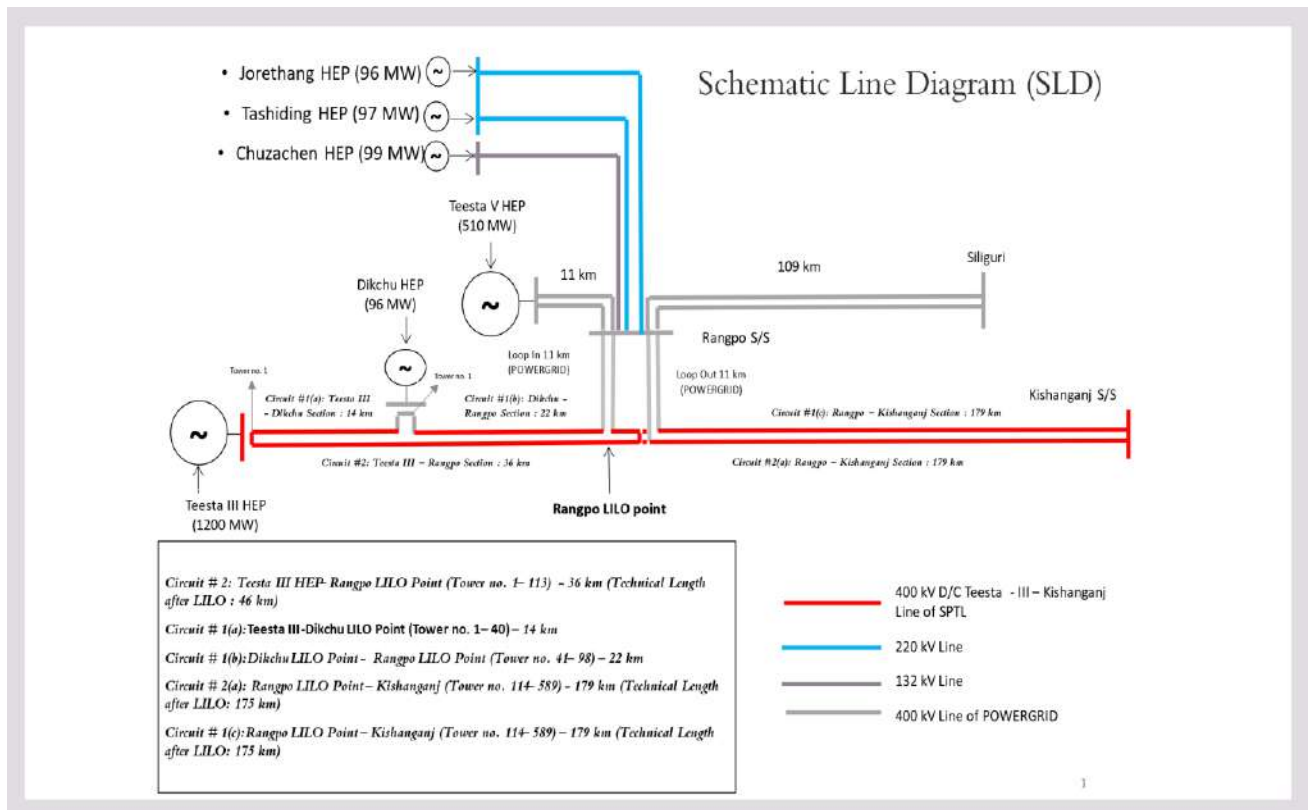 Schematic Line Diagram (SLD)
• Jorethang HEP (96 MW)
~
• Tashiding HEP (97 MW)
~
• Chuzachen HEP (99 MW)
~
Teesta V HEP
(510 MW)
~
11 km
109 km
Siliguri
Dikchu HEP
(96 MW)
~
Rangpo S/S
Loop In 11 km
(POWERGRID)
Loop Out 11 km
(POWERGRID)
Tower no. 1
Tower no. 1
Circuit #1(a): Teesta III
- Dikchu Section : 14 km
Circuit #1(b): Dikchu -
Rangpo Section : 22 km
Circuit #1(c): Rangpo – Kishanganj Section : 179 km
Kishanganj S/S
~
Circuit #2: Teesta III – Rangpo Section : 36 km
Circuit #2(a): Rangpo – Kishanganj Section : 179 km
Teesta III HEP
(1200 MW)
Rangpo LILO point
Circuit # 2: Teesta III HEP- Rangpo LILO Point (Tower no. 1– 113) – 36 km (Technical Length
after LILO : 46 km)
Circuit # 1(a): Teesta III-Dikchu LILO Point (Tower no. 1– 40) – 14 km
Circuit # 1(b): Dikchu LILO Point - Rangpo LILO Point (Tower no. 41– 98) – 22 km
Circuit # 2(a): Rangpo LILO Point– Kishanganj (Tower no. 114– 589) - 179 km (Technical Length
after LILO: 175 km)
Circuit # 1(c): Rangpo LILO Point– Kishanganj (Tower no. 114– 589) – 179 km (Technical Length
after LILO: 175 km)
400 kV D/C Teesta - III – Kishanganj
Line of SPTL
220 kV Line
132 kV Line
400 kV Line of POWERGRID
1